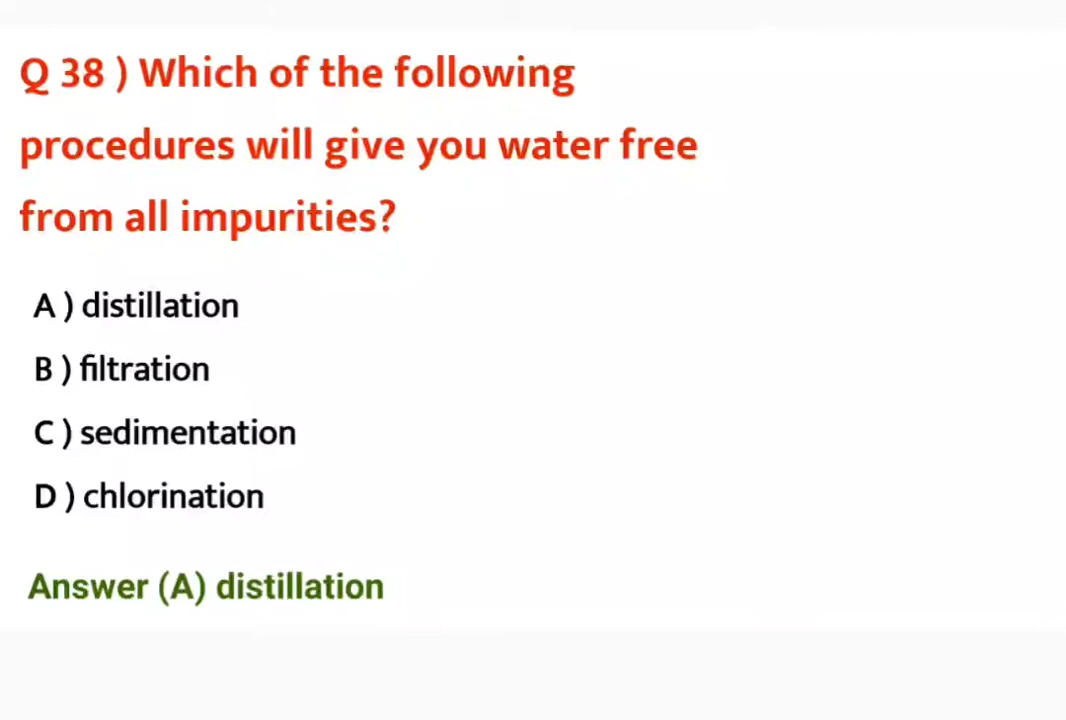 Q 38 ) Which of the following
procedures will give you water free
from all impurities?
A ) distillation
B ) filtration
C ) sedimentation
D ) chlorination
Answer (A) distillation